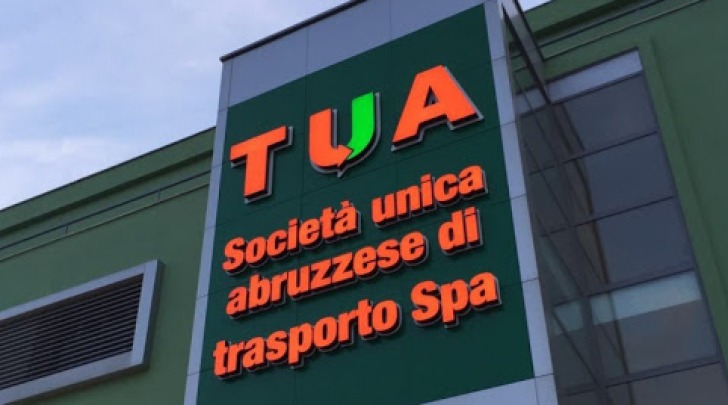 TUA
Società unica
abruzzese di
trasporto Spa